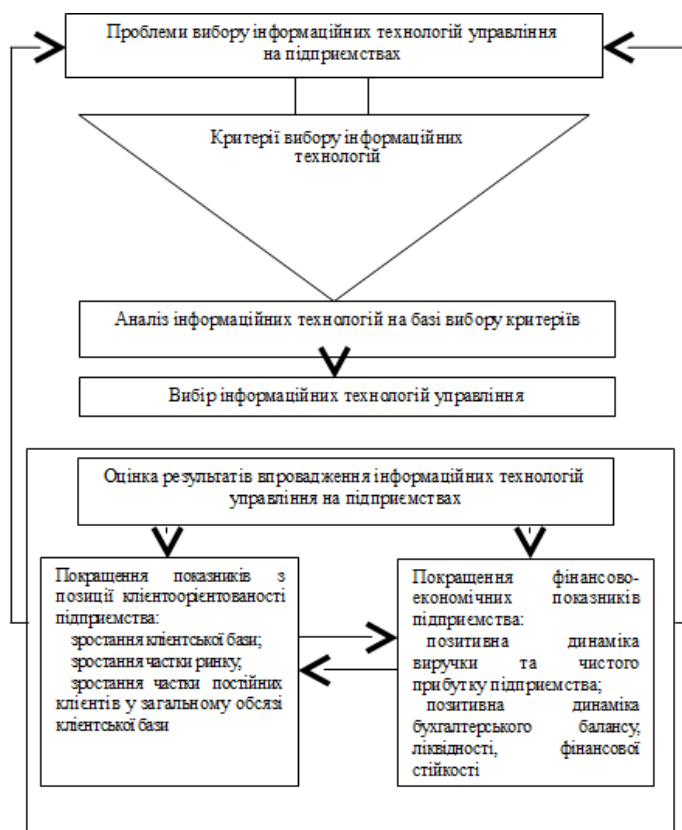 Проблеми вибору інформаційних технологій управління
на підприємствах
Критерії вибору інформаційних
технологій
Аналіз інформаційних технологій на базі вибору критеріїв
Вибір інформаційних технологій управління
Оцінка результатів впровадження інформаційних технологій
управління на підприємствах
Покращення показників з
позиції клієнтоорієнтованості
підприємства:
зростання клієнтської бази;
зростання частки ринку;
зростання частки постійних
клієнтів у загальному обсязі
клієнтської бази
Покращення фінансово-
економічних показників
підприємства:
позитивна динаміка
виручки та чистого
прибутку підприємства;
позитивна динаміка
бухгалтерського балансу,
ліквідності, фінансової
стійкості